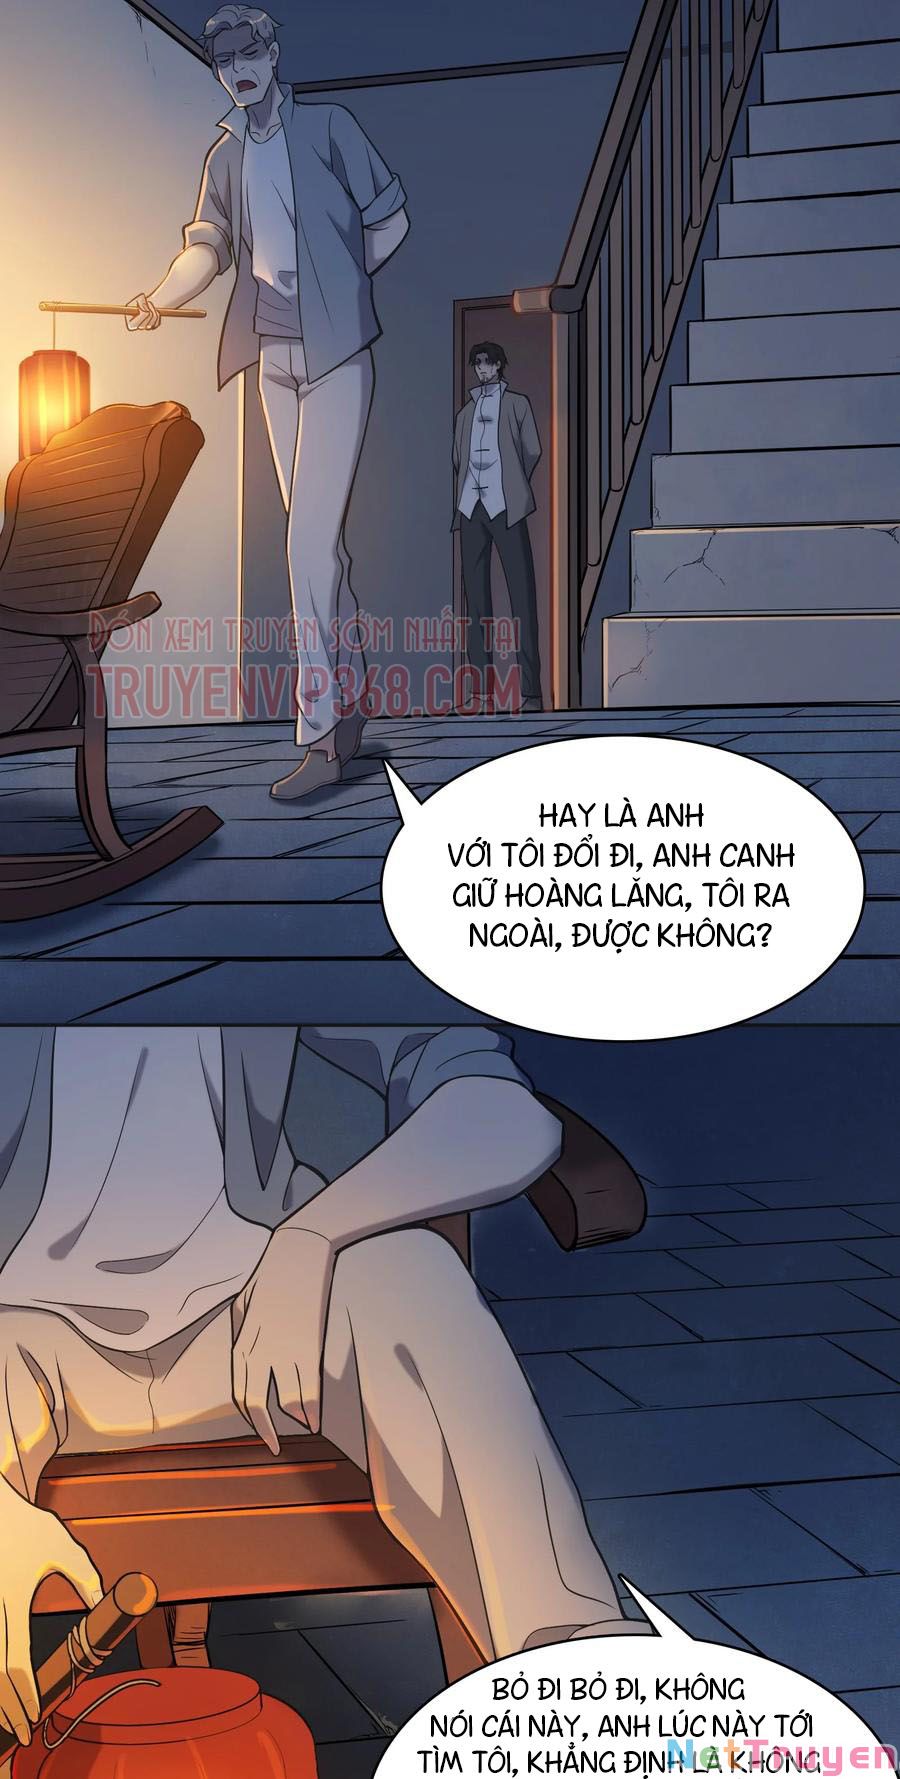 ĐÓN XEM TRUYỆN SỚM NHẤT TẠI
TRUYENVIP368.COM
HAY LÀ ANH
VỚI TÔI ĐỔI ĐI, ANH CANH
GIỮ HOÀNG LĂNG, TÔI RA
NGOÀI, ĐƯỢC KHÔNG?
BỎ ĐI BỎ ĐI, KHÔNG
NÓI CÁI NÀY, ANH LÚC NÀY TỚI
TÌM TÔI, KHẲNG ĐỊNH LÀ KHÔNG
NetTruyen